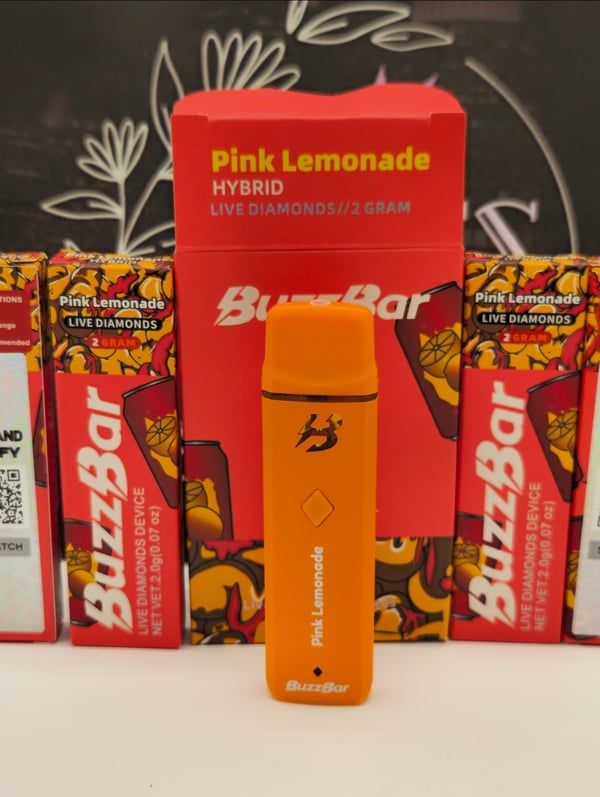 Pink Lemonade
HYBRID
LIVE DIAMONDS//2 GRAM
BuzzBar
Pink Lemonade
LIVE DIAMONDS
2 GRAM
BuzzBar
LIVE DIAMONDS DEVICE
NET VET.2.0g(0.07 oz)
Pink Lemonade
BuzzBar
Pink Lemonade
LIVE DIAMONDS
2 GRAM
BuzzBar
LIVE DIAMONDS DEVICE
NET VET.2.0g(0.07 oz)